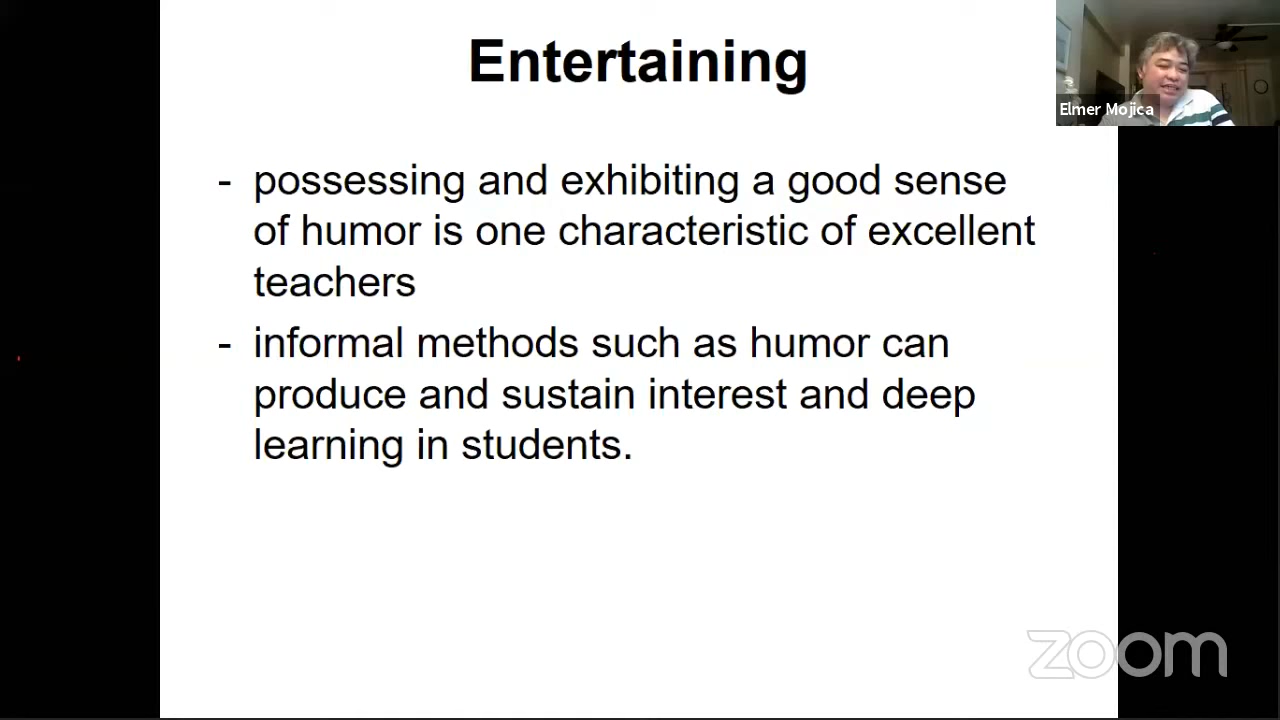 Entertaining
Elmer Mojica
- possessing and exhibiting a good sense
of humor is one characteristic of excellent
teachers
- informal methods such as humor can
produce and sustain interest and deep
learning in students.
zoom